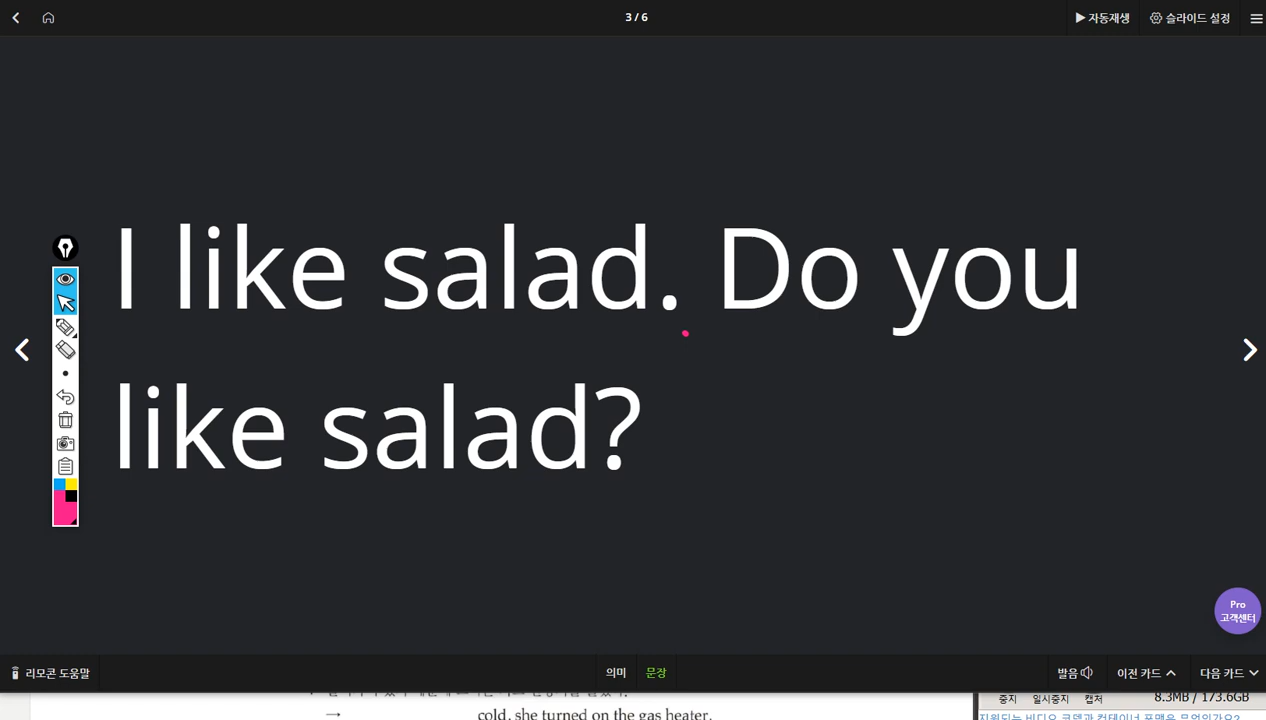 3 / 6
▶ 자동재생
슬라이드 설정
I like salad. Do you
like salad?
Pro
고객센터
리모콘 도움말
의미
문장
발음
이전 카드
다음 카드
→ cold, she turned on the gas heater.
중지
일시중지
캡처
8.3MB / 173.6GB